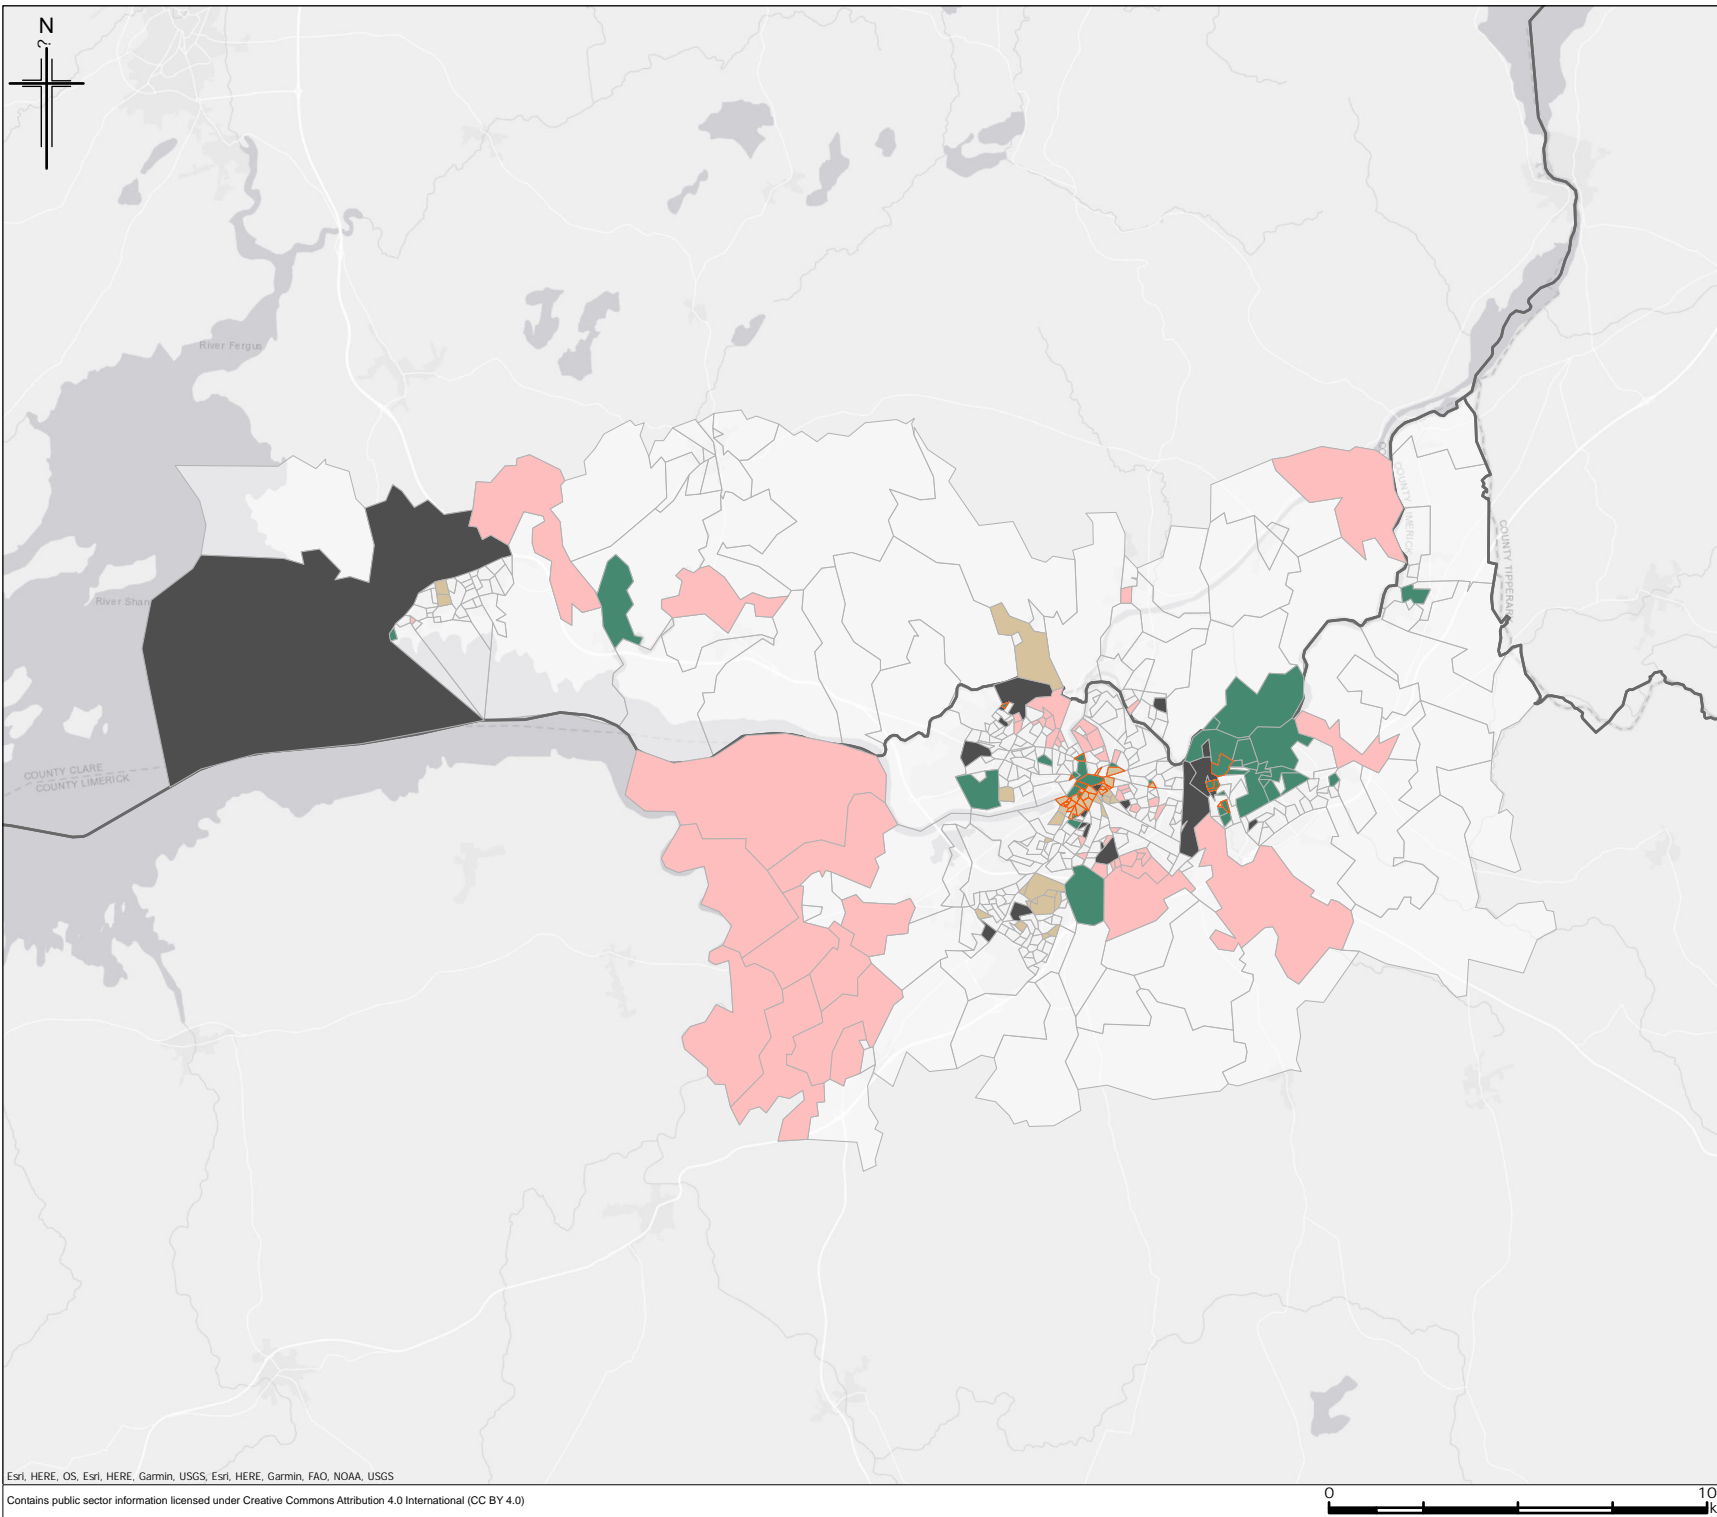 N
?
River Fergus
COUNTY LIMERICK
COUNTY TIPPERAR
River Shan
COUNTY CLARE
COUNTY LIMERICK
Esri, HERE, OS, Esri, HERE, Garmin, USGS, Esri, HERE, Garmin, FAO, NOAA, USGS
Contains public sector information licensed under Creative Commons Attribution 4.0 International (CC BY 4.0)
0 10
k